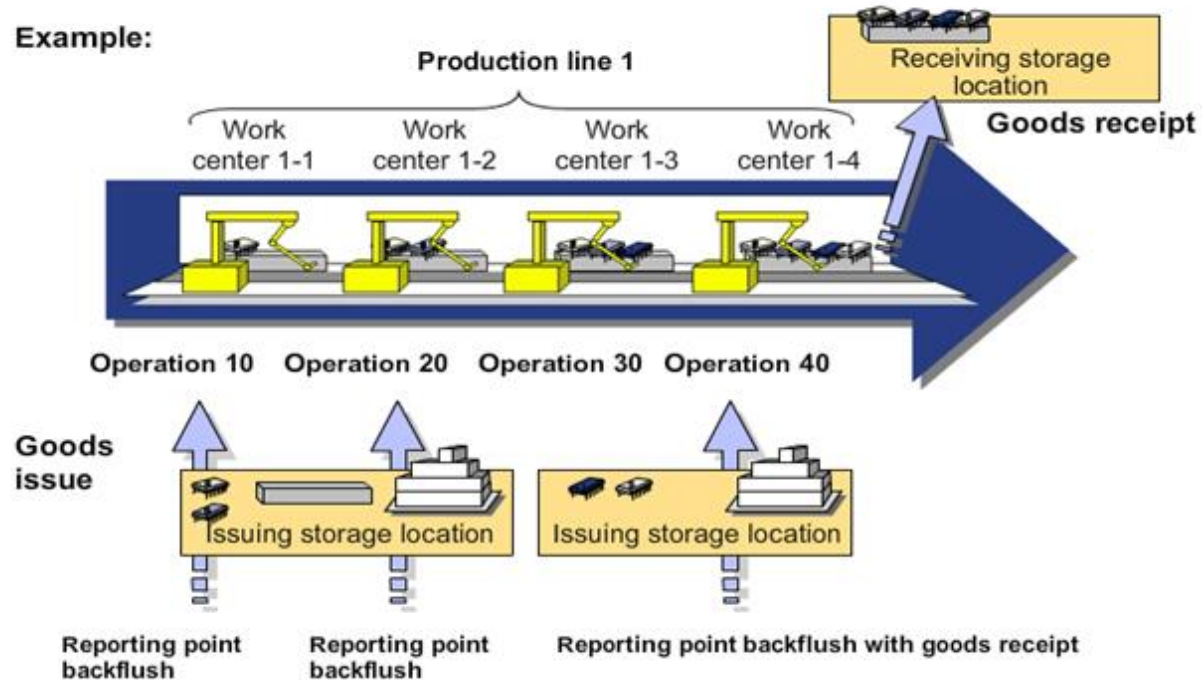 Example:
Production line 1
Receiving storage
location
Goods receipt
Work
center 1-1
Work
center 1-2
Work
center 1-3
Work
center 1-4
Operation 10
Operation 20
Operation 30
Operation 40
Goods
issue
Issuing storage location
Issuing storage location
Reporting point
backflush
Reporting point
backflush
Reporting point backflush with goods receipt